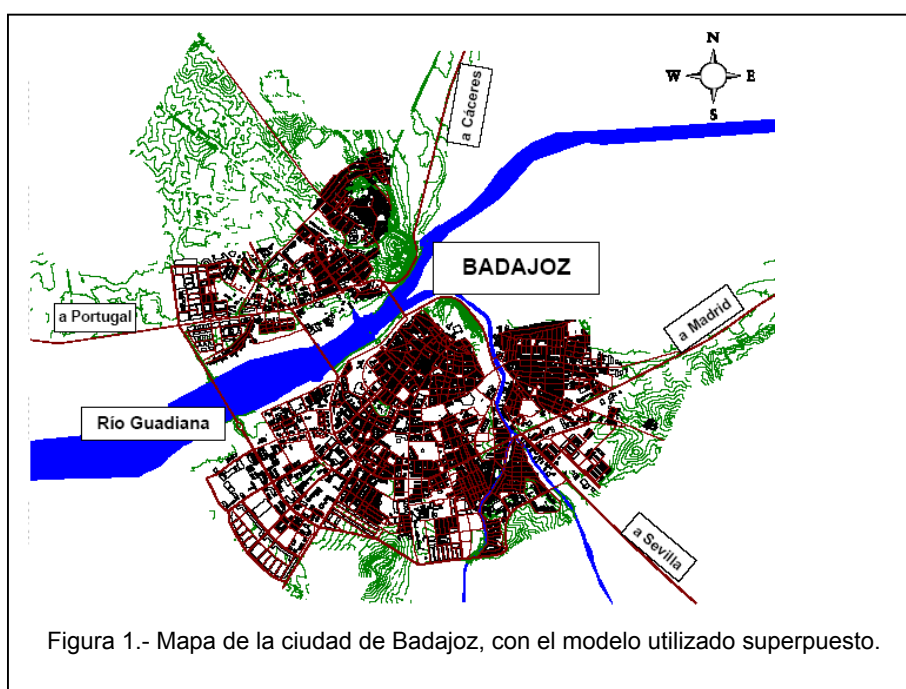 N
W E
S
a Cáceres
BADAJOZ
a Madrid
a Portugal
Río Guadiana
a Sevilla
Figura 1.- Mapa de la ciudad de Badajoz, con el modelo utilizado superpuesto.